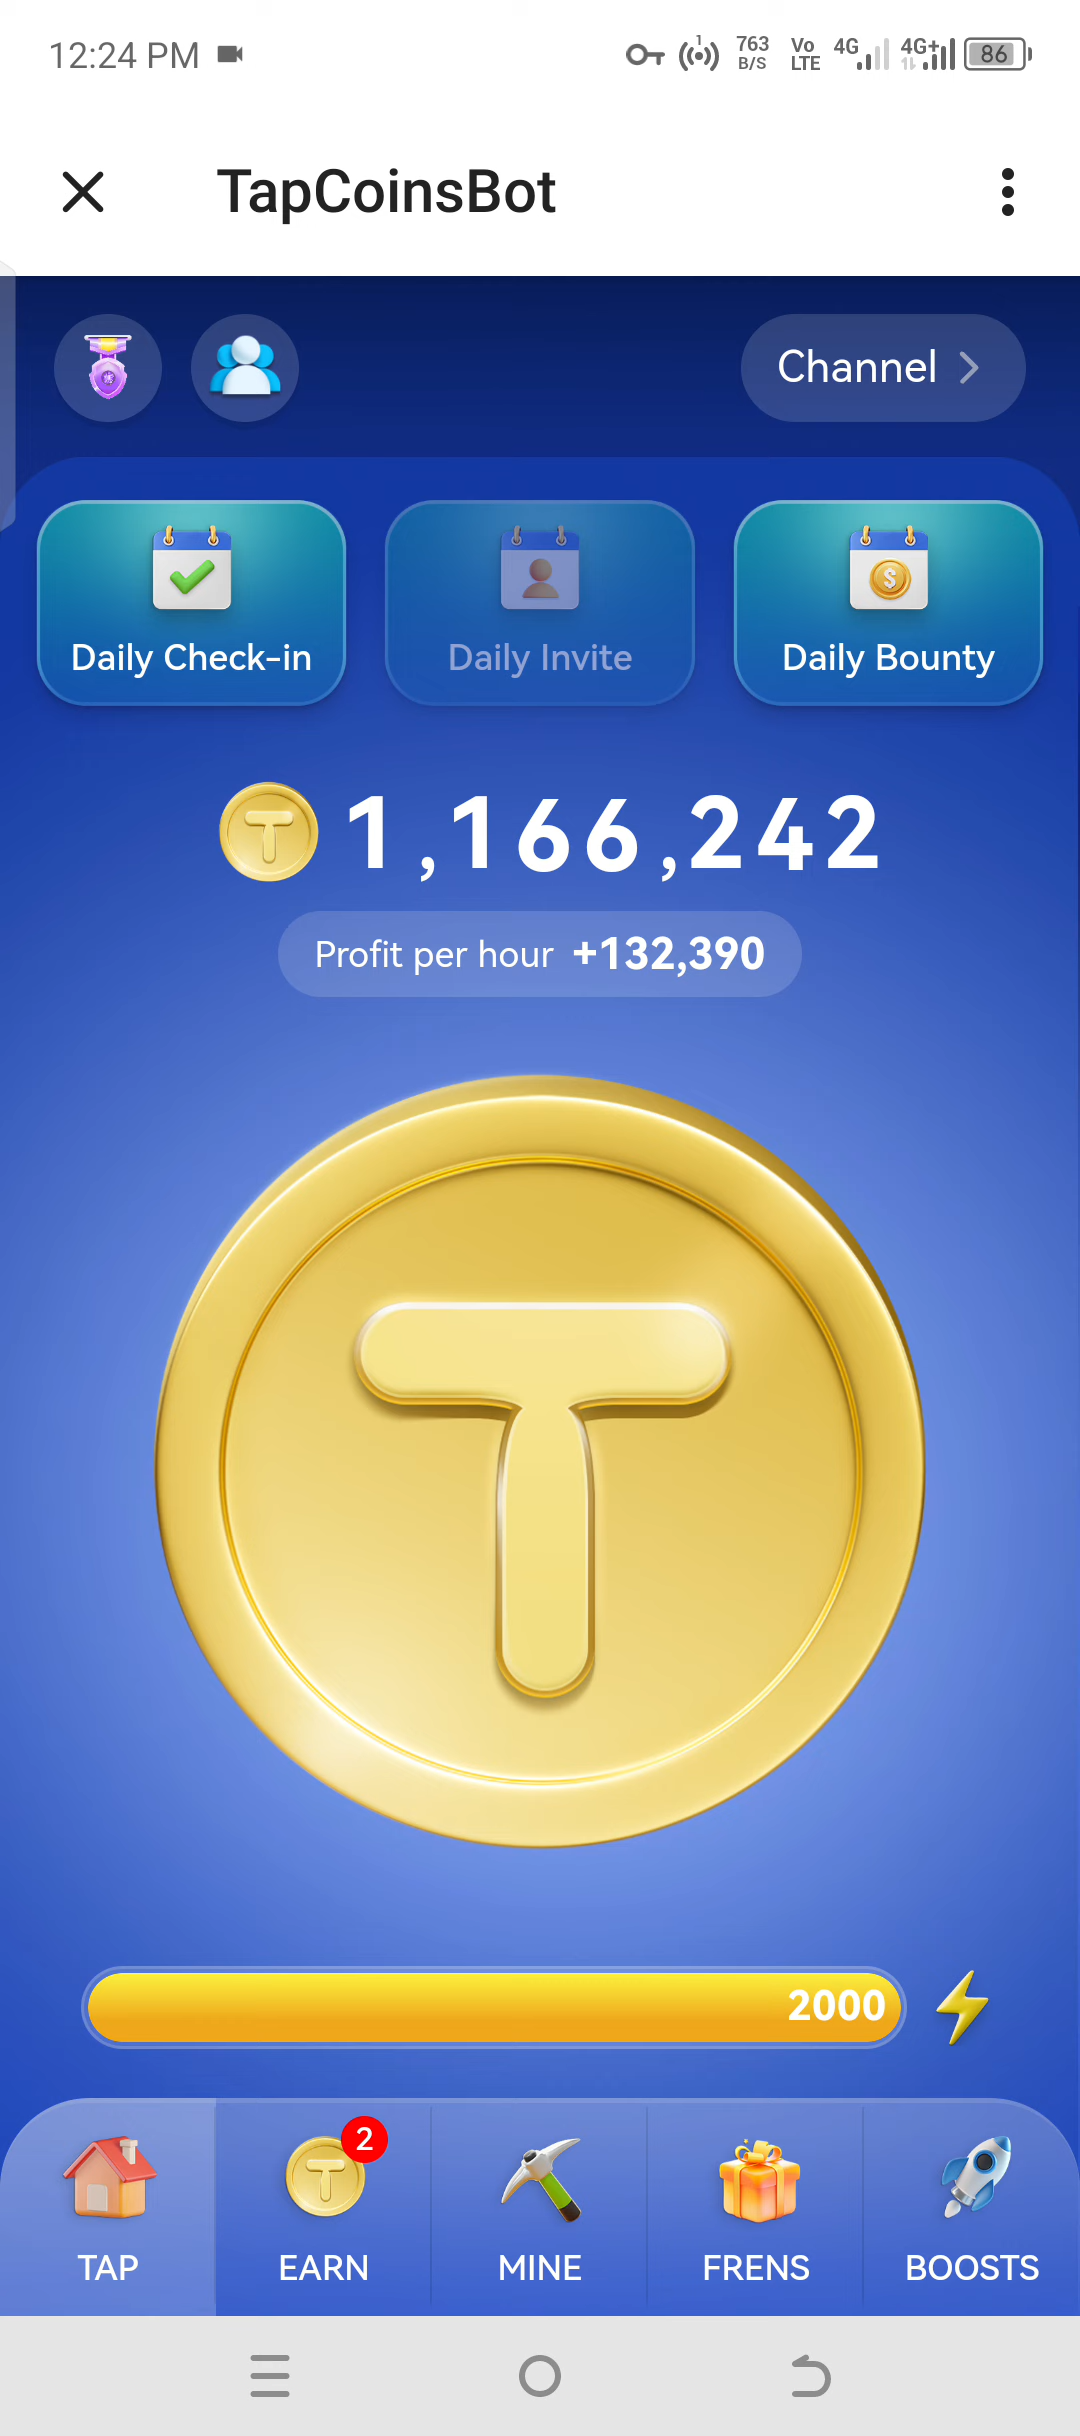 12:24 PM
1
763
B/S
Vo
LTE
4G
4G+
86
TapCoinsBot
Channel
Daily Check-in
Daily Invite
Daily Bounty
$
T
1,166,242
Profit per hour +132,390
T
2000
T
2
TAP
EARN
MINE
FRENS
BOOSTS